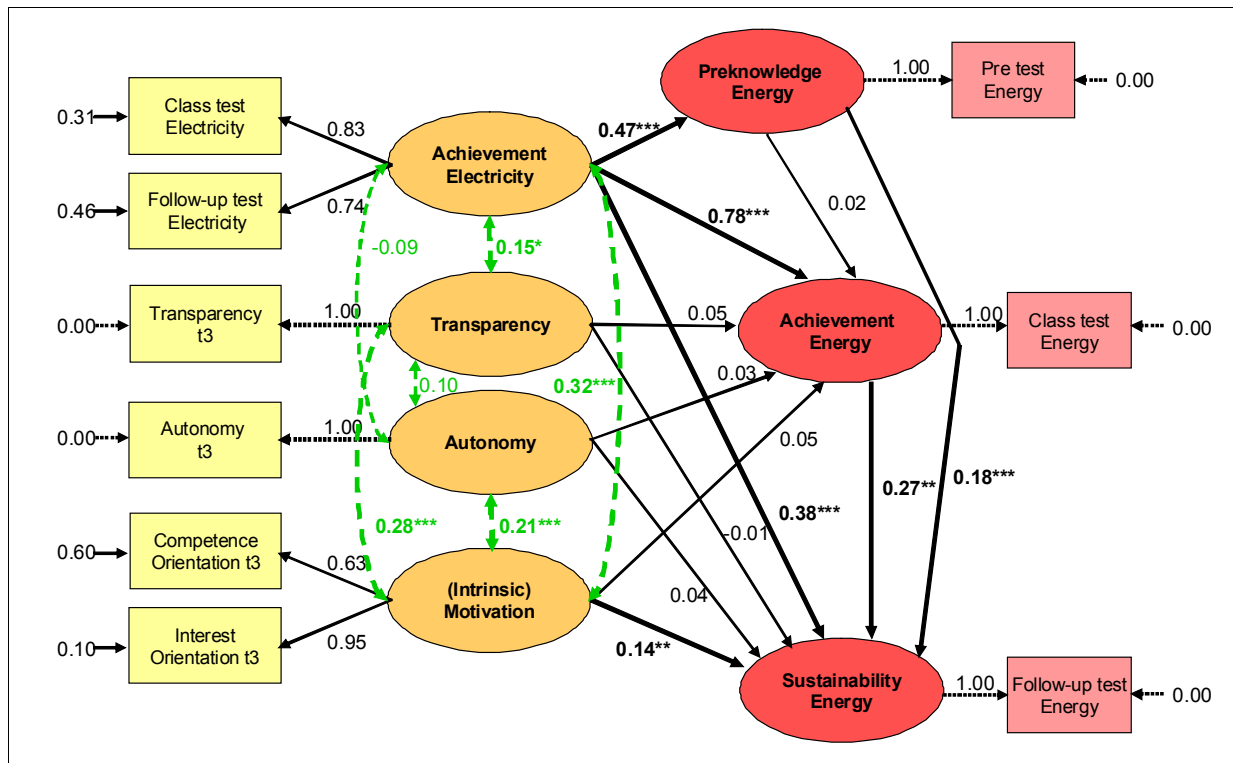 Class test
Electricity
0.31
0.83
Follow-up test
Electricity
0.46
0.74
Transparency
t3
0.00
1.00
Autonomy
t3
0.00
1.00
Competence
Orientation t3
0.60
0.63
Interest
Orientation t3
0.10
0.95
Achievement
Electricity
Transparency
Autonomy
(Intrinsic)
Motivation
-0.09
0.15*
0.10
0.28***
0.21***
0.32***
0.47***
0.78***
0.02
0.05
0.03
0.05
0.38***
-0.01
0.04
0.14**
0.27**
0.18***
Preknowledge
Energy
1.00
Pre test
Energy
0.00
Achievement
Energy
1.00
Class test
Energy
0.00
Sustainability
Energy
1.00
Follow-up test
Energy
0.00